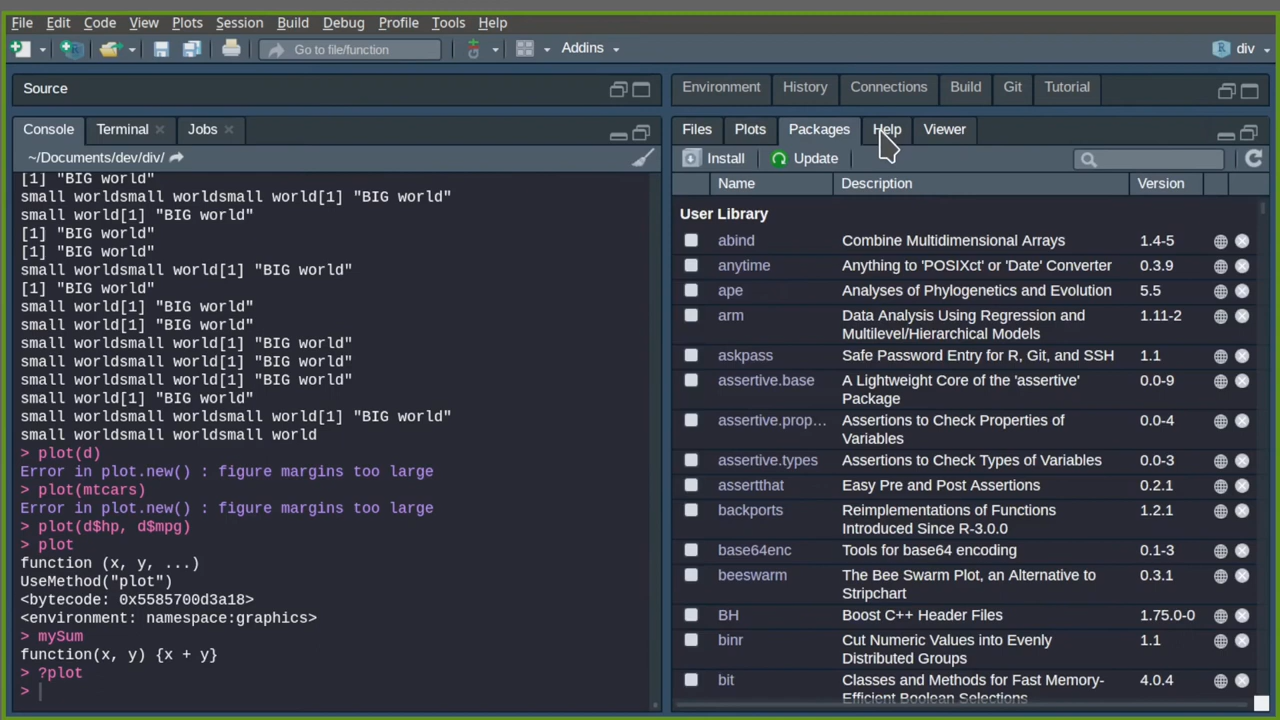 File Edit Code View Plots Session Build Debug Profile Tools Help
Go to file/function Addins div
Source
Environment History Connections Build Git Tutorial
Console Terminal Jobs
~/Documents/dev/div/
[1] "BIG world"
small worldsmall worldsmall world[1] "BIG world"
small world[1] "BIG world"
[1] "BIG world"
[1] "BIG world"
small worldsmall world[1] "BIG world"
[1] "BIG world"
small world[1] "BIG world"
small world[1] "BIG world"
small worldsmall world[1] "BIG world"
small worldsmall world[1] "BIG world"
small worldsmall world[1] "BIG world"
small world[1] "BIG world"
small worldsmall worldsmall world[1] "BIG world"
small worldsmall worldsmall world
> plot(d)
Error in plot.new() : figure margins too large
> plot(mtcars)
Error in plot.new() : figure margins too large
> plot(d$hp, d$mpg)
> plot
function (x, y, ...)
UseMethod("plot")
<bytecode: 0x5585700d3a18>
<environment: namespace:graphics>
> mySum
function(x, y) {x + y}
> ?plot
>
Files Plots Packages Help Viewer
Install Update
Name Description Version
User Library
abind Combine Multidimensional Arrays 1.4-5
anytime Anything to 'POSIXct' or 'Date' Converter 0.3.9
ape Analyses of Phylogenetics and Evolution 5.5
arm Data Analysis Using Regression and 1.11-2
Multilevel/Hierarchical Models
askpass Safe Password Entry for R, Git, and SSH 1.1
assertive.base A Lightweight Core of the 'assertive' 0.0-9
Package
assertive.prop... Assertions to Check Properties of 0.0-4
Variables
assertive.types Assertions to Check Types of Variables 0.0-3
assertthat Easy Pre and Post Assertions 0.2.1
backports Reimplementations of Functions 1.2.1
Introduced Since R-3.0.0
base64enc Tools for base64 encoding 0.1-3
beeswarm The Bee Swarm Plot, an Alternative to 0.3.1
Stripchart
BH Boost C++ Header Files 1.75.0-0
binr Cut Numeric Values into Evenly 1.1
Distributed Groups
bit Classes and Methods for Fast Memory- 4.0.4
Efficient Boolean Selections